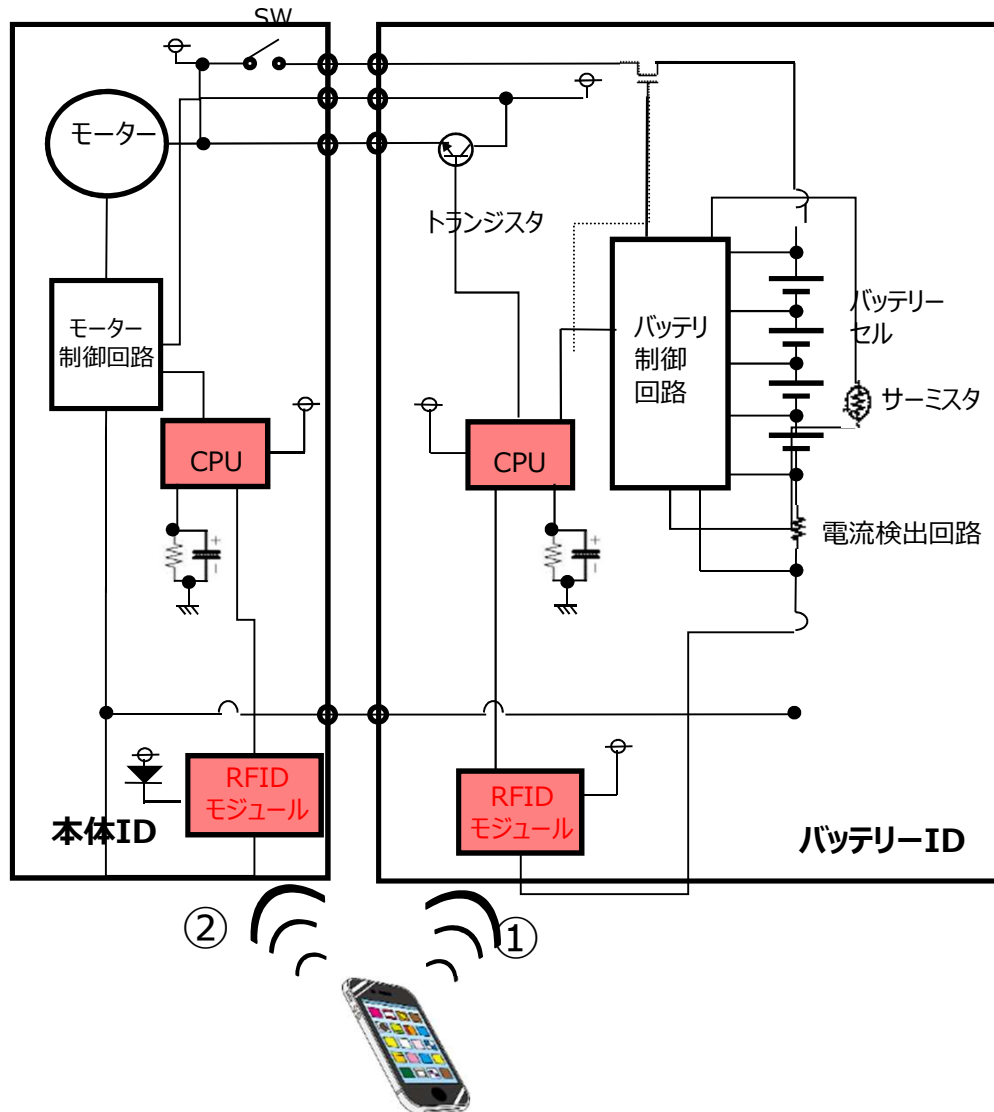 SW
モーター
トランジスタ
モーター
制御回路
バッテリ
制御
回路
バッテリー
セル
サーミスタ
CPU
CPU
電流検出回路
+
+
RFID
モジュール
RFID
モジュール
本体ID
バッテリーID
②
①